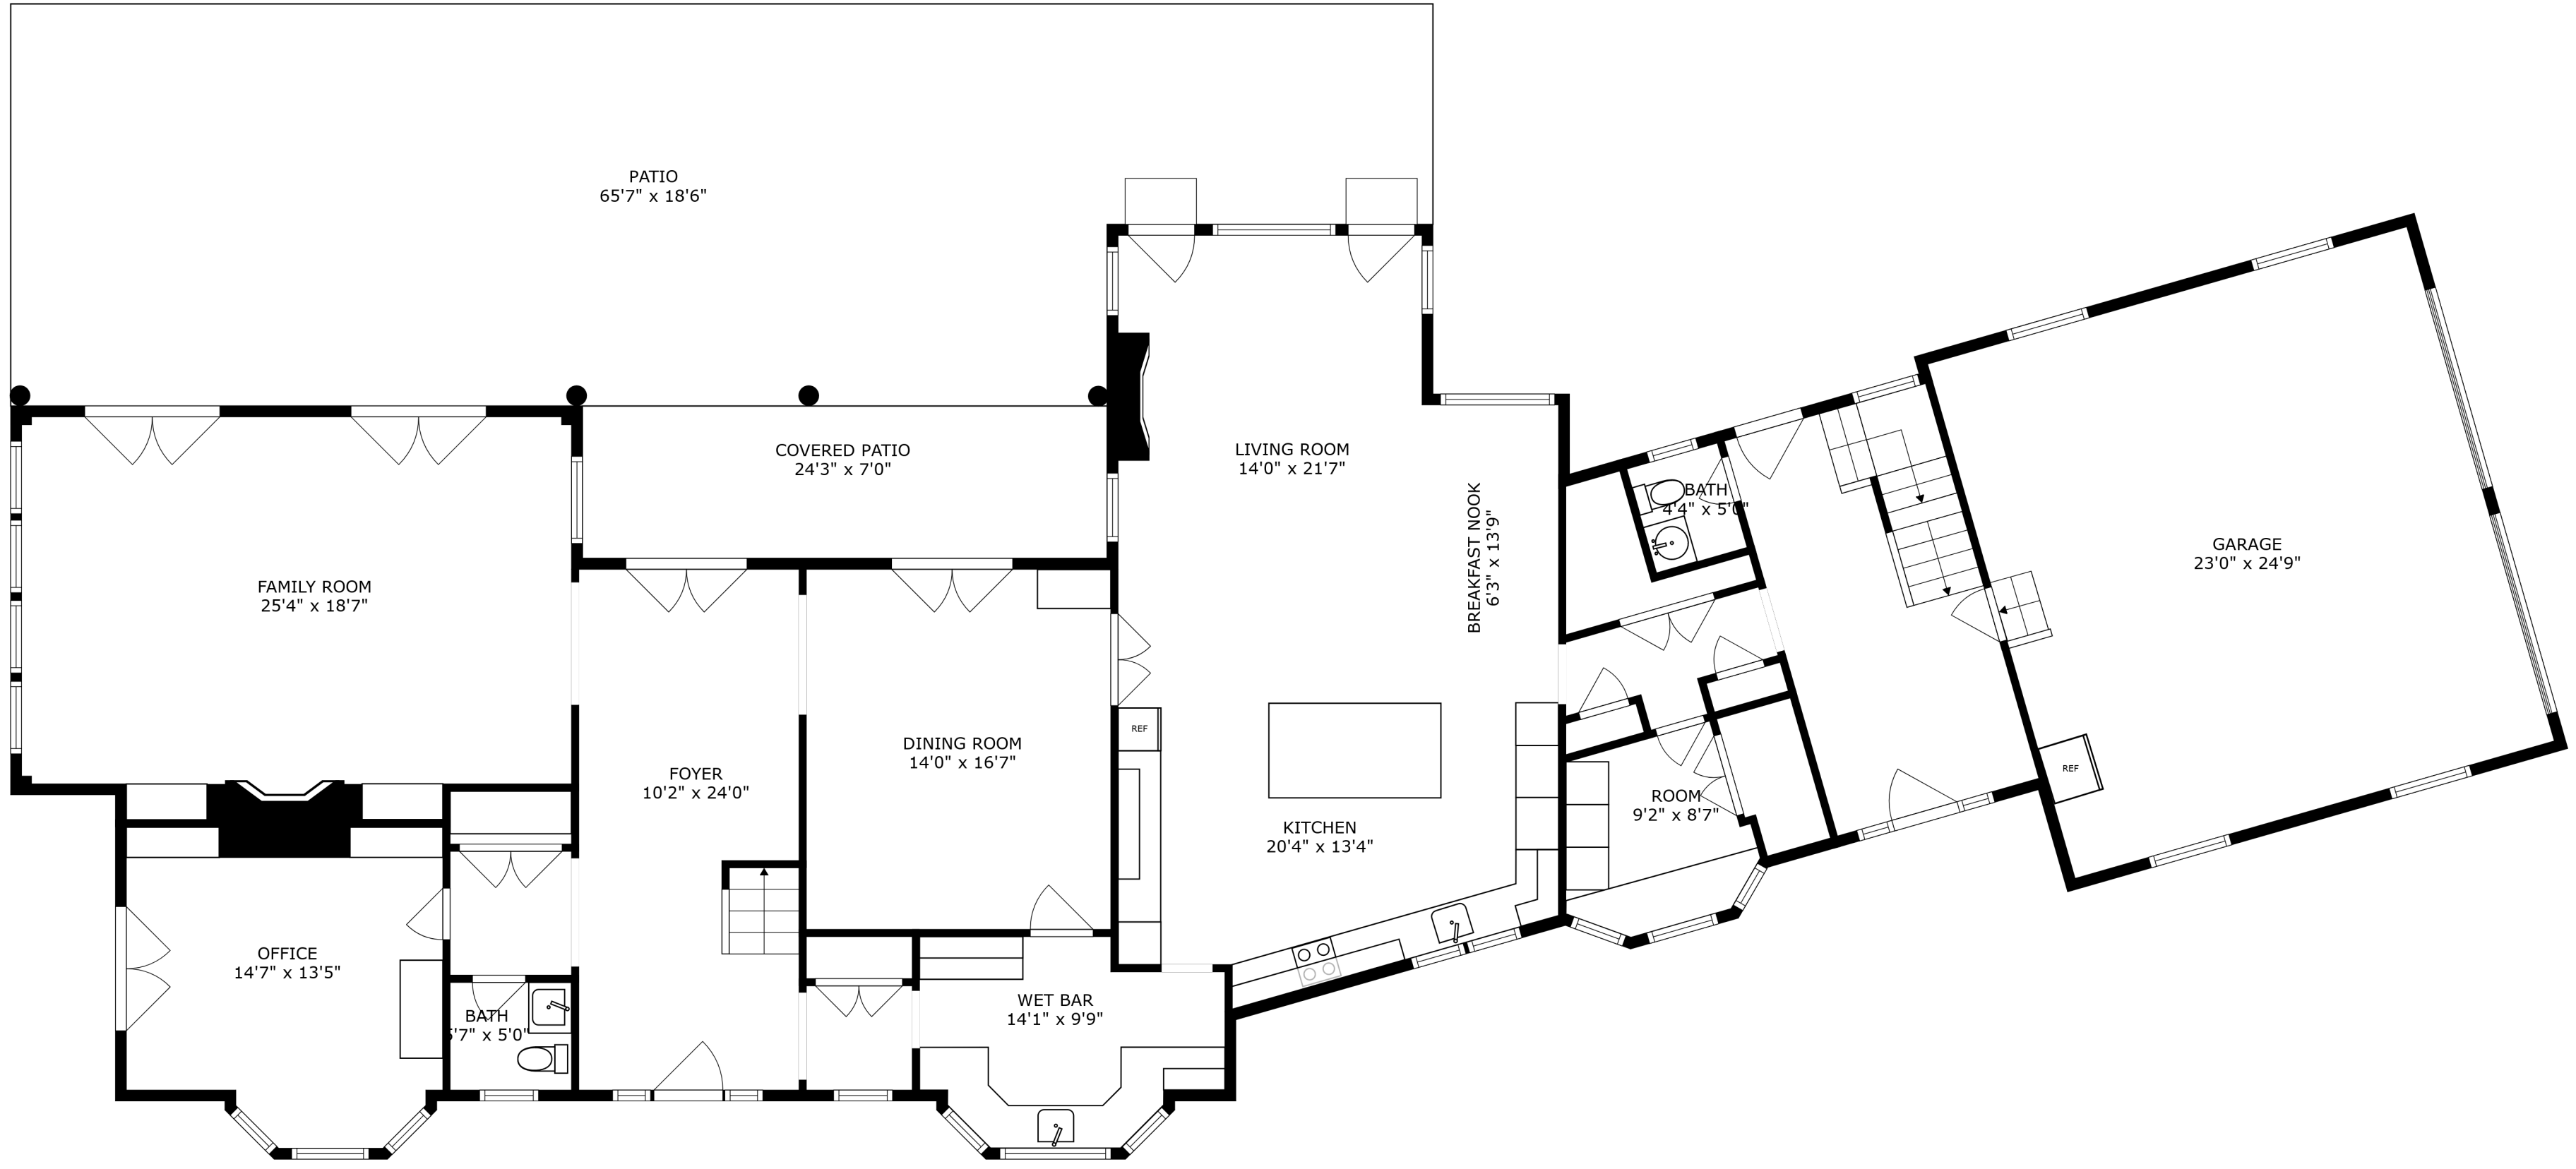 PATIO
65'7" x 18'6"
COVERED PATIO
24'3" x 7'0"
LIVING ROOM
14'0" x 21'7"
BREAKFAST NOOK
6'3" x 13'9"
BATH
4'4" x 5'0"
GARAGE
23'0" x 24'9"
FAMILY ROOM
25'4" x 18'7"
FOYER
10'2" x 24'0"
DINING ROOM
14'0" x 16'7"
REF
REF
KITCHEN
20'4" x 13'4"
ROOM
9'2" x 8'7"
OFFICE
14'7" x 13'5"
BATH
5'7" x 5'0"
WET BAR
14'1" x 9'9"